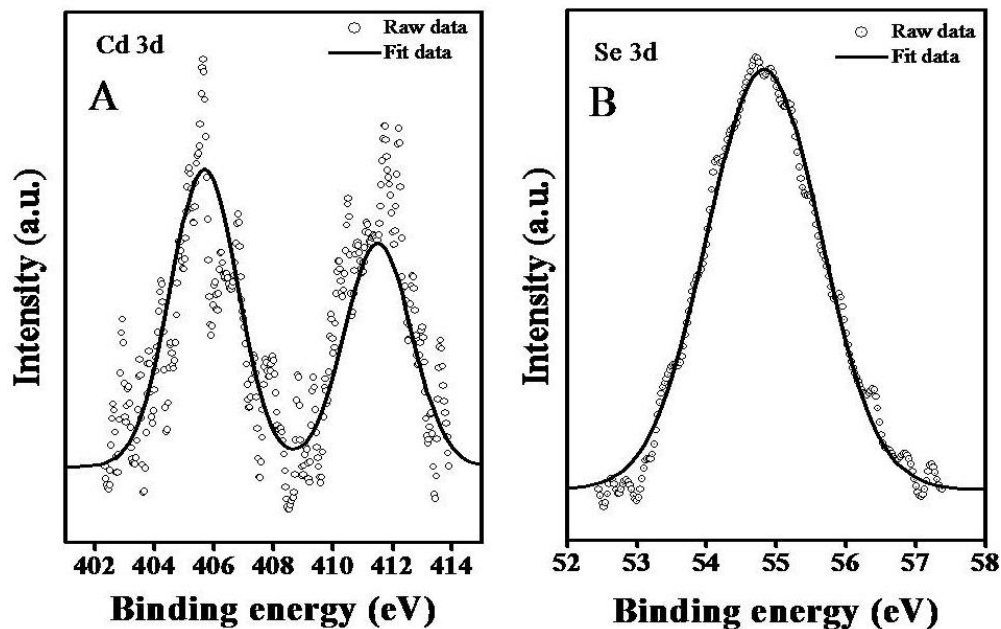 Cd 3d
Raw data
Fit data
A
Intensity (a.u.)
402 404 406 408 410 412 414
Binding energy (eV)
Se 3d
Raw data
Fit data
B
Intensity (a.u.)
52 53 54 55 56 57 58
Binding energy (eV)